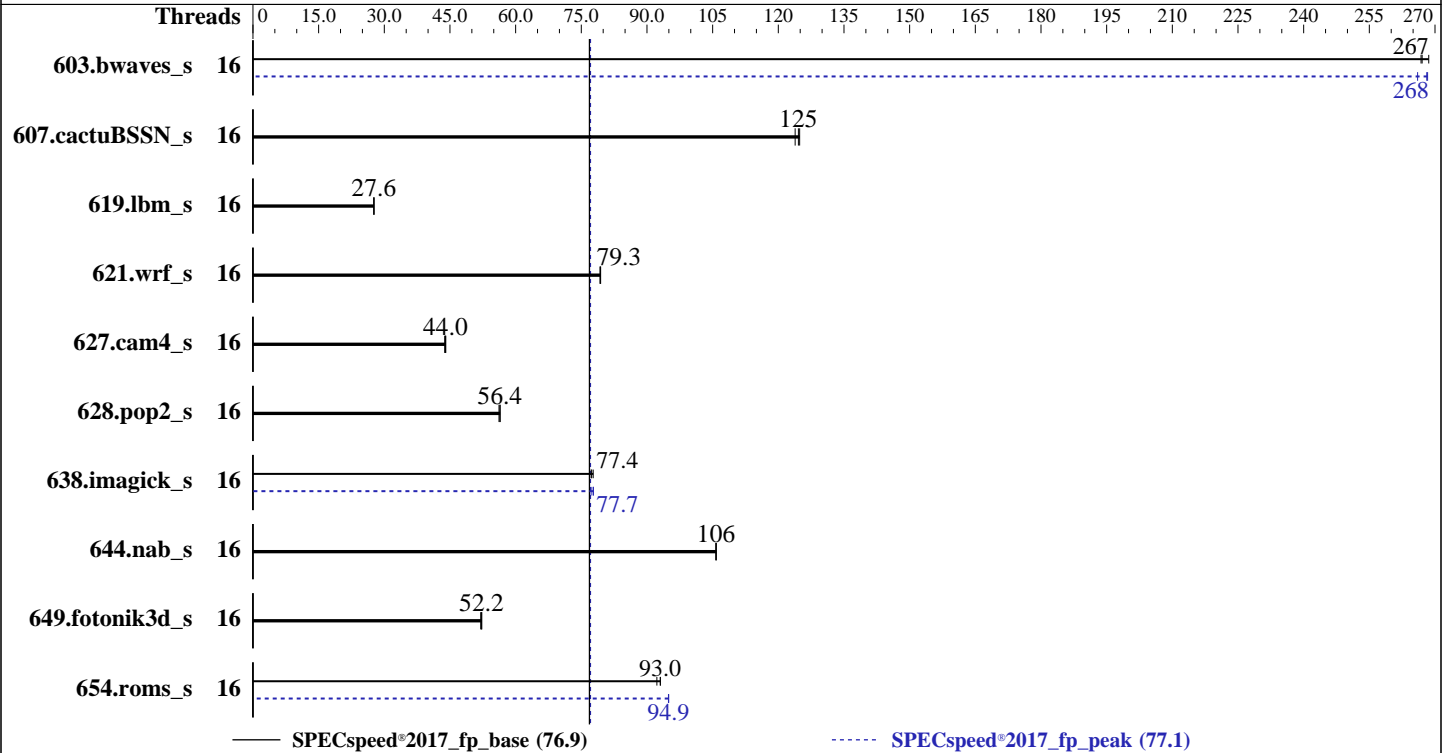 Threads 0 15.0 30.0 45.0 60.0 75.0 90.0 105 120 135 150 165 180 195 210 225 240 255 270
267
603.bwaves_s 16
268
125
607.cactuBSSN_s 16
27.6
619.lbm_s 16
79.3
621.wrf_s 16
44.0
627.cam4_s 16
56.4
628.pop2_s 16
77.4
638.imagick_s 16
77.7
106
644.nab_s 16
52.2
649.fotonik3d_s 16
93.0
654.roms_s 16
94.9
SPECspeed®2017_fp_base (76.9) SPECspeed®2017_fp_peak (77.1)